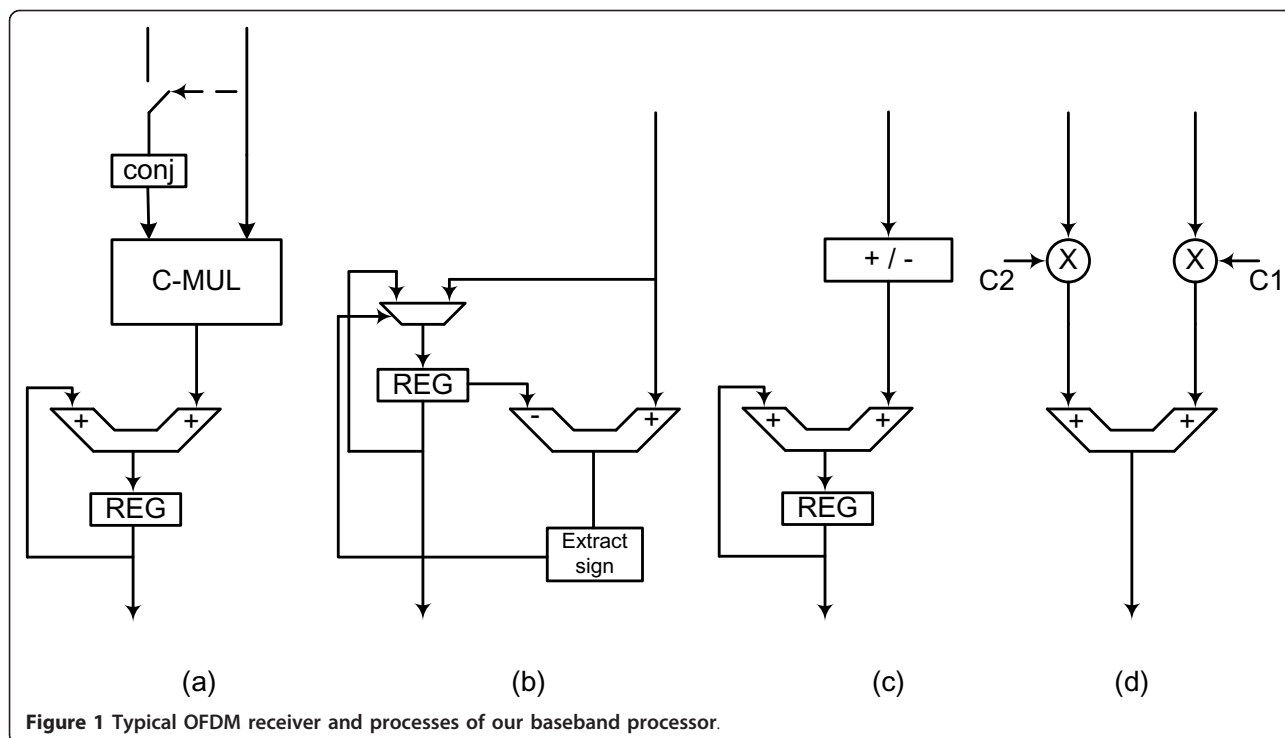 conj
C-MUL
+ +
REG
(a)
REG
- +
Extract
sign
(b)
+ / -
+ +
REG
(c)
X X
C2 C1
+ +
(d)
Figure 1 Typical OFDM receiver and processes of our baseband processor.